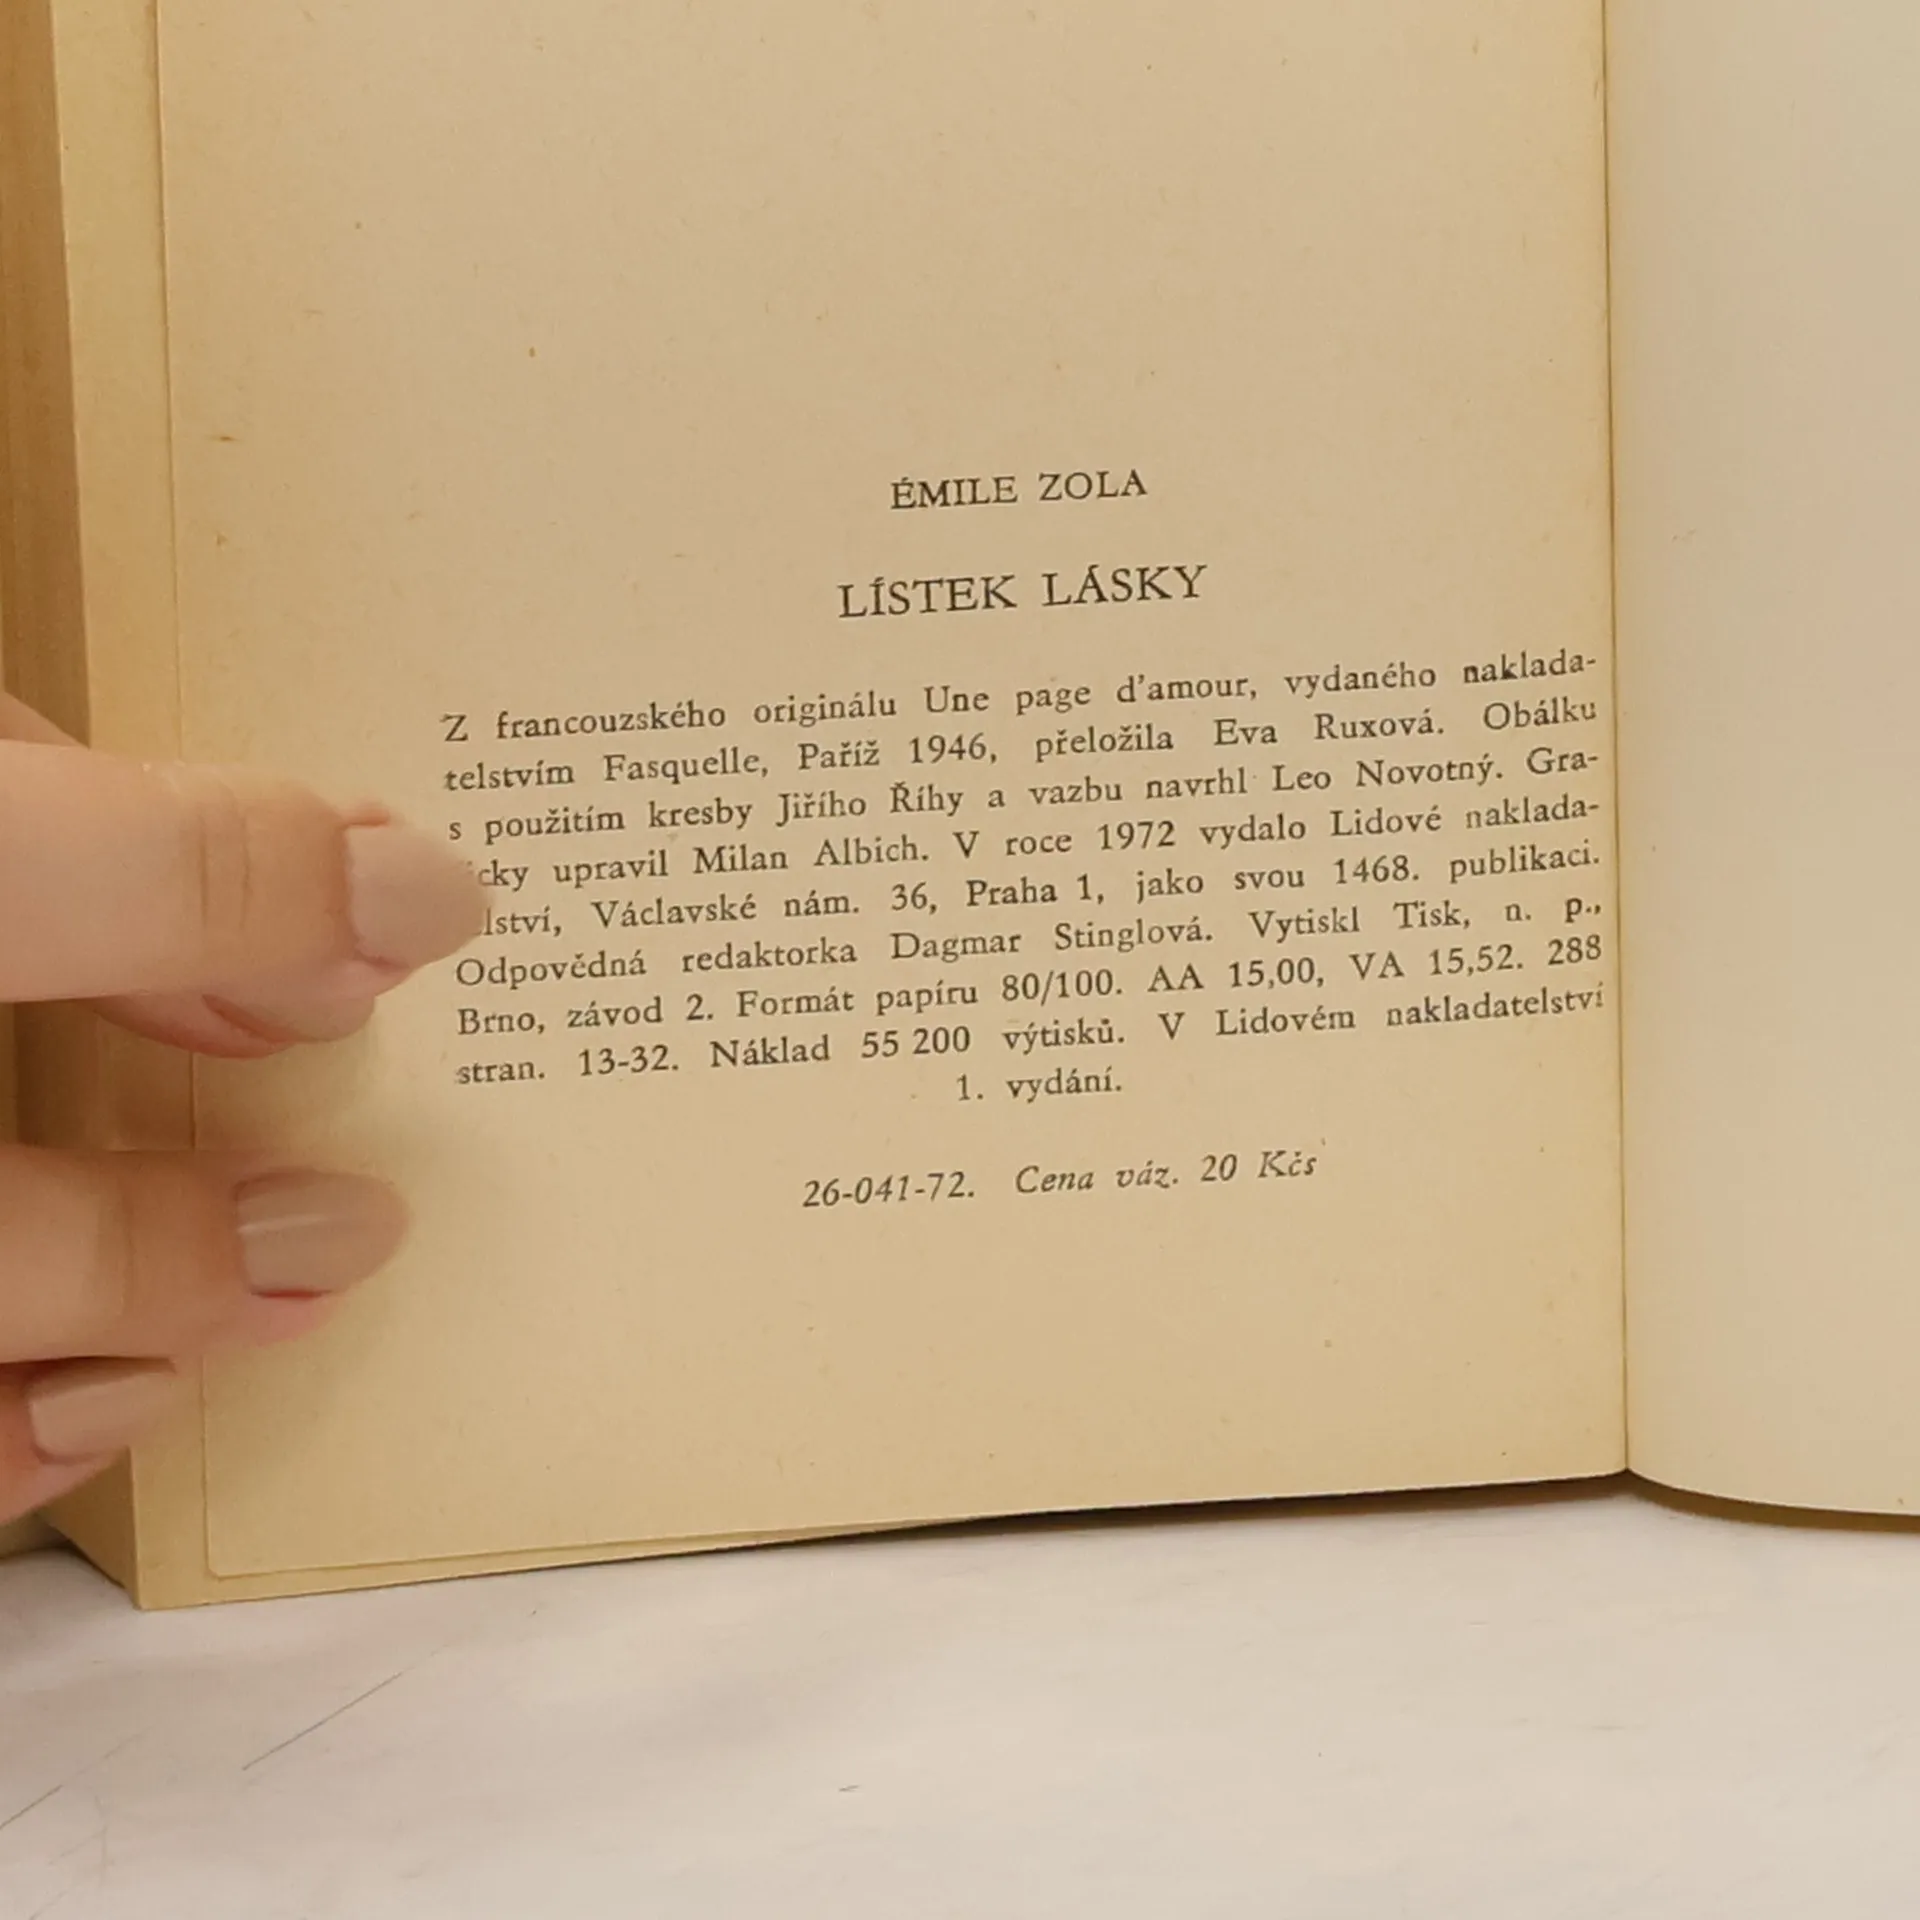 ÉMILE ZOLA
LÍSTEK LÁSKY
Z francouzského originálu Une page d'amour, vydaného naklada-
telstvím Fasquelle, Paříž 1946, přeložila Eva Ruxová. Obálku
s použitím kresby Jiřího Říhy a vazbu navrhl Leo Novotný. Gra-
icky upravil Milan Albich. V roce 1972 vydalo Lidové naklada-
lství, Václavské nám. 36, Praha 1, jako svou 1468. publikaci.
Odpovědná redaktorka Dagmar Stinglová. Vytiskl Tisk, n. p.,
Brno, závod 2. Formát papíru 80/100. AA 15,00, VA 15,52. 288
stran. 13-32. Náklad 55 200 výtisků. V Lidovém nakladatelství
1. vydání.
26-041-72. Cena váz. 20 Kčs